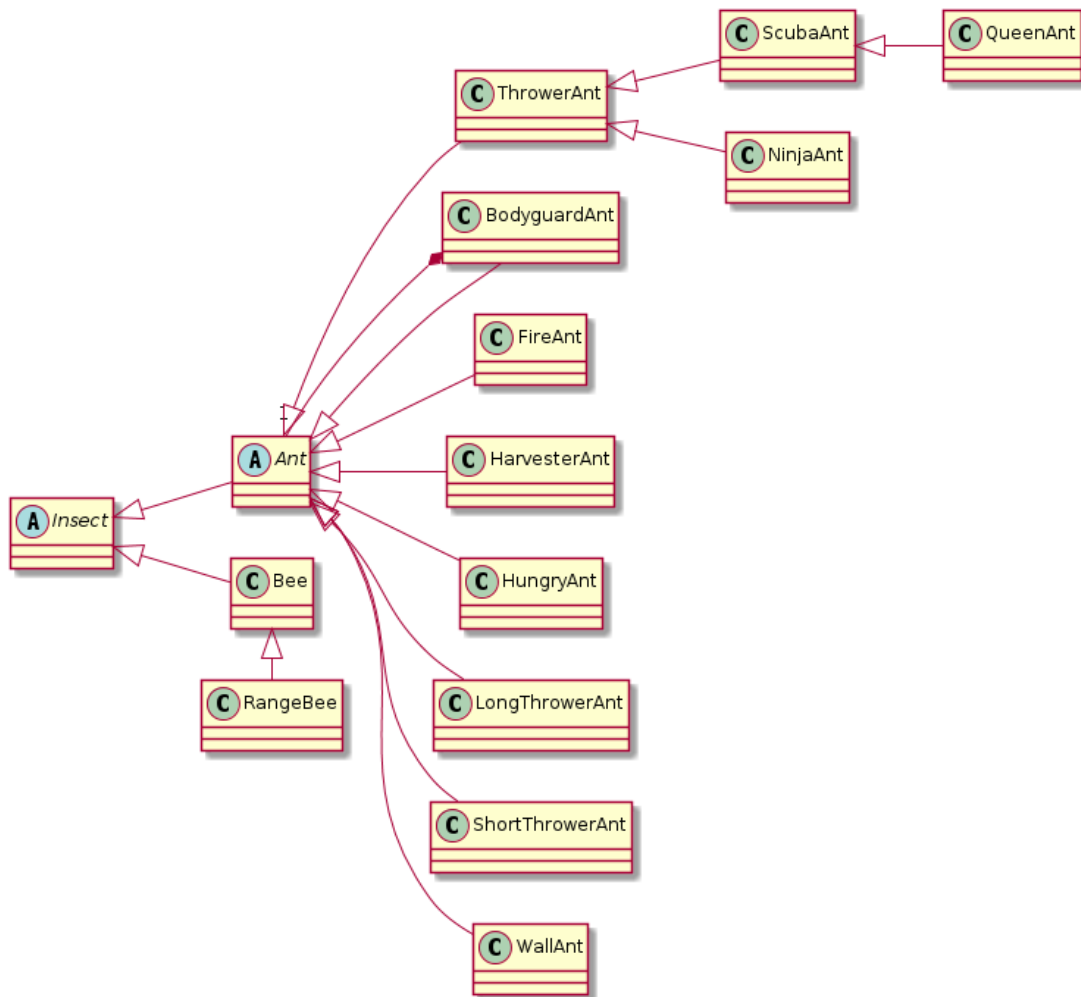 C ScubaAnt
C QueenAnt
C ThrowerAnt
C NinjaAnt
C BodyguardAnt
C FireAnt
A Ant
C HarvesterAnt
A Insect
C Bee
C HungryAnt
C RangeBee
C LongThrowerAnt
C ShortThrowerAnt
C WallAnt